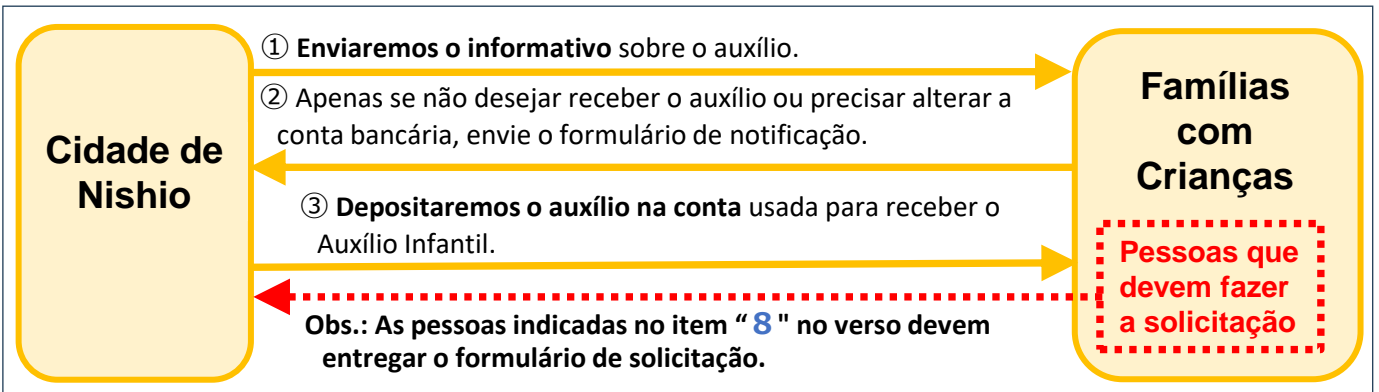 Cidade de
Nishio
① Enviaremos o informativo sobre o auxílio.
② Apenas se não desejar receber o auxílio ou precisar alterar a
conta bancária, envie o formulário de notificação.
③ Depositaremos o auxílio na conta usada para receber o
Auxílio Infantil.
Obs.: As pessoas indicadas no item “ 8 " no verso devem
entregar o formulário de solicitação.
Famílias
com
Crianças
Pessoas que
devem fazer
a solicitação